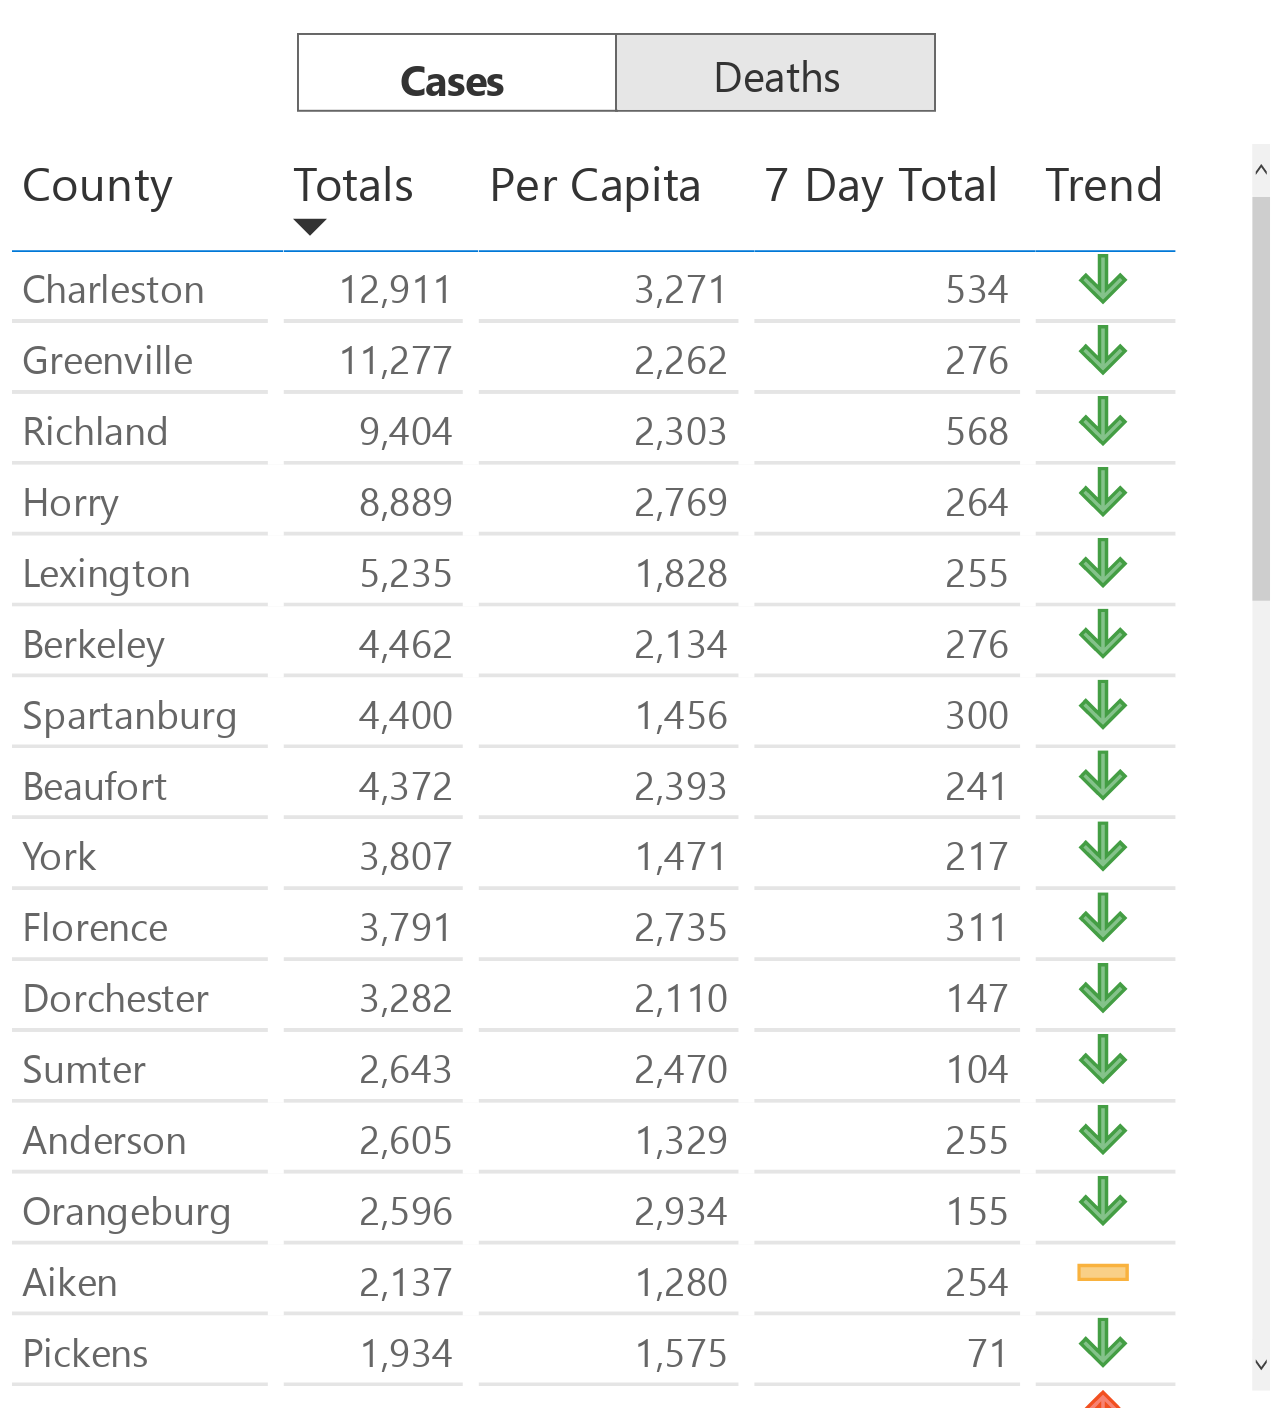 Cases Deaths
County Totals Per Capita 7 Day Total Trend
Charleston 12,911 3,271 534
Greenville 11,277 2,262 276
Richland 9,404 2,303 568
Horry 8,889 2,769 264
Lexington 5,235 1,828 255
Berkeley 4,462 2,134 276
Spartanburg 4,400 1,456 300
Beaufort 4,372 2,393 241
York 3,807 1,471 217
Florence 3,791 2,735 311
Dorchester 3,282 2,110 147
Sumter 2,643 2,470 104
Anderson 2,605 1,329 255
Orangeburg 2,596 2,934 155
Aiken 2,137 1,280 254
Pickens 1,934 1,575 71